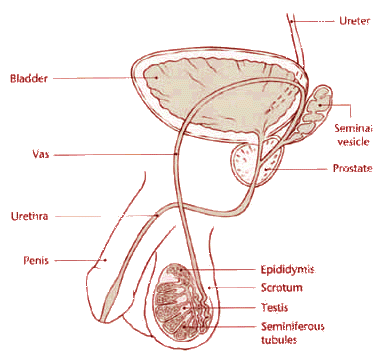 Ureter
Bladder
Seminal
vesicle
Vas
Prostate
Urethra
Penis
Epididymis
Scrotum
Testis
Seminiferous
tubules